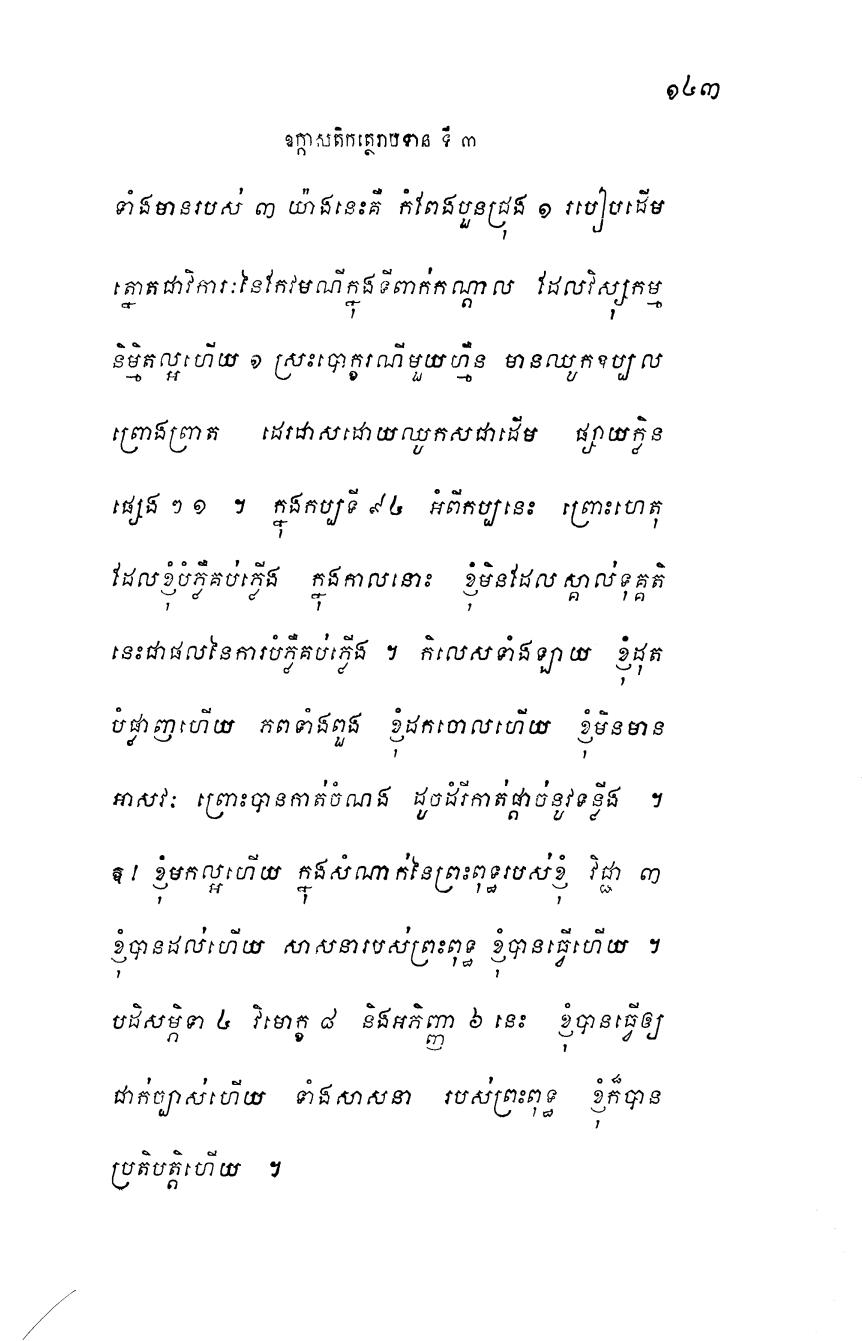 ១៤៣
ឧក្កាសតិកត្ថេរាបទាន ទី ៣
ទាំងមានរបស់ ៣ យ៉ាងនេះគឺ កំពែងបួនជ្រុង ១ របៀបដើម
ត្នោតជាវិការៈនៃកែវមណីក្នុងទីពាក់កណ្តាល ដែលវិស្សុកម្ម
និម្មិតល្អហើយ ១ ស្រះបោក្ខរណីមួយហ្មឺន មានឈូកឧប្បល
ព្រោងព្រាត ដេរដាសដោយឈូកសជាដើម ផ្សាយក្លិន
ផ្សេង ៗ ១ ។ ក្នុងកប្បទី ៩៤ អំពីកប្បនេះ ព្រោះហេតុ
ដែលខ្ញុំបំភ្លឺគប់ភ្លើង ក្នុងកាលនោះ ខ្ញុំមិនដែលស្គាល់ទុគ្គតិ
នេះជាផលនៃការបំភ្លឺគប់ភ្លើង ។ កិលេសទាំងឡាយ ខ្ញុំដុត
បំផ្លាញហើយ ភពទាំងពួង ខ្ញុំដកចោលហើយ ខ្ញុំមិនមាន
អាសវៈ ព្រោះបានកាត់ចំណង ដូចដំរីកាត់ផ្តាច់នូវទន្លីង ។
ឱ! ខ្ញុំមកល្អហើយ ក្នុងសំណាក់នៃព្រះពុទ្ធរបស់ខ្ញុំ វិជ្ជា ៣
ខ្ញុំបានដល់ហើយ សាសនារបស់ព្រះពុទ្ធ ខ្ញុំបានធ្វើហើយ ។
បដិសម្ភិទា ៤ វិមោក្ខ ៨ និងអភិញ្ញា ៦ នេះ ខ្ញុំបានធ្វើឲ្យ
ជាក់ច្បាស់ហើយ ទាំងសាសនា របស់ព្រះពុទ្ធ ខ្ញុំក៏បាន
ប្រតិបត្តិហើយ ។